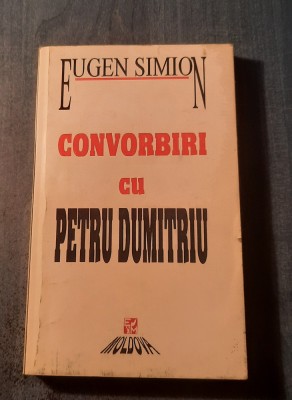 EUGEN SIMION
CONVORBIRI
cu
PETRU DUMITRIU
MOLDOVA